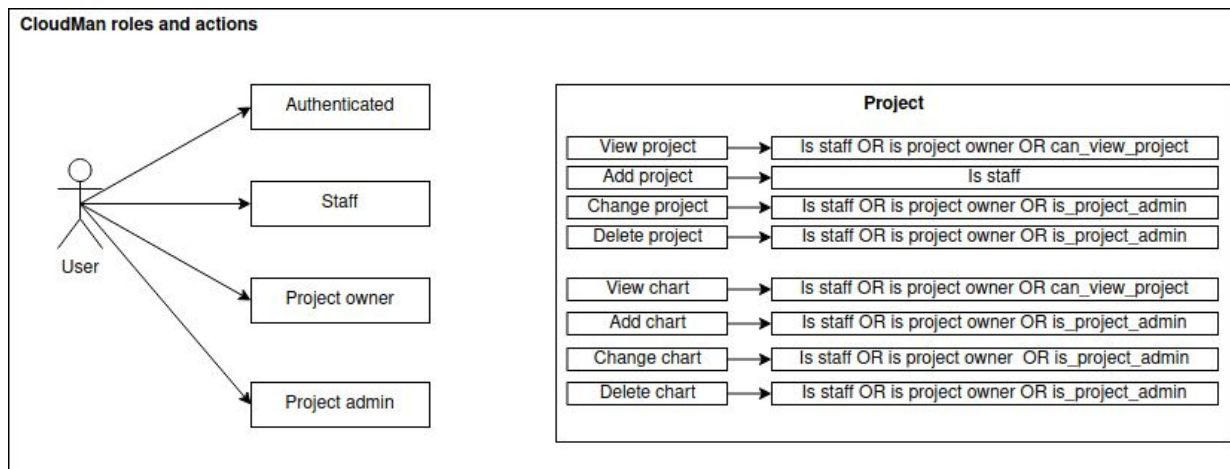 CloudMan roles and actions
Authenticated
Staff
User
Project owner
Project admin
Project
View project
Is staff OR is project owner OR can_view_project
Add project
Is staff
Change project
Is staff OR is project owner OR is_project_admin
Delete project
Is staff OR is project owner OR is_project_admin
View chart
Is staff OR is project owner OR can_view_project
Add chart
Is staff OR is project owner OR is_project_admin
Change chart
Is staff OR is project owner  OR is_project_admin
Delete chart
Is staff OR is project owner OR is_project_admin